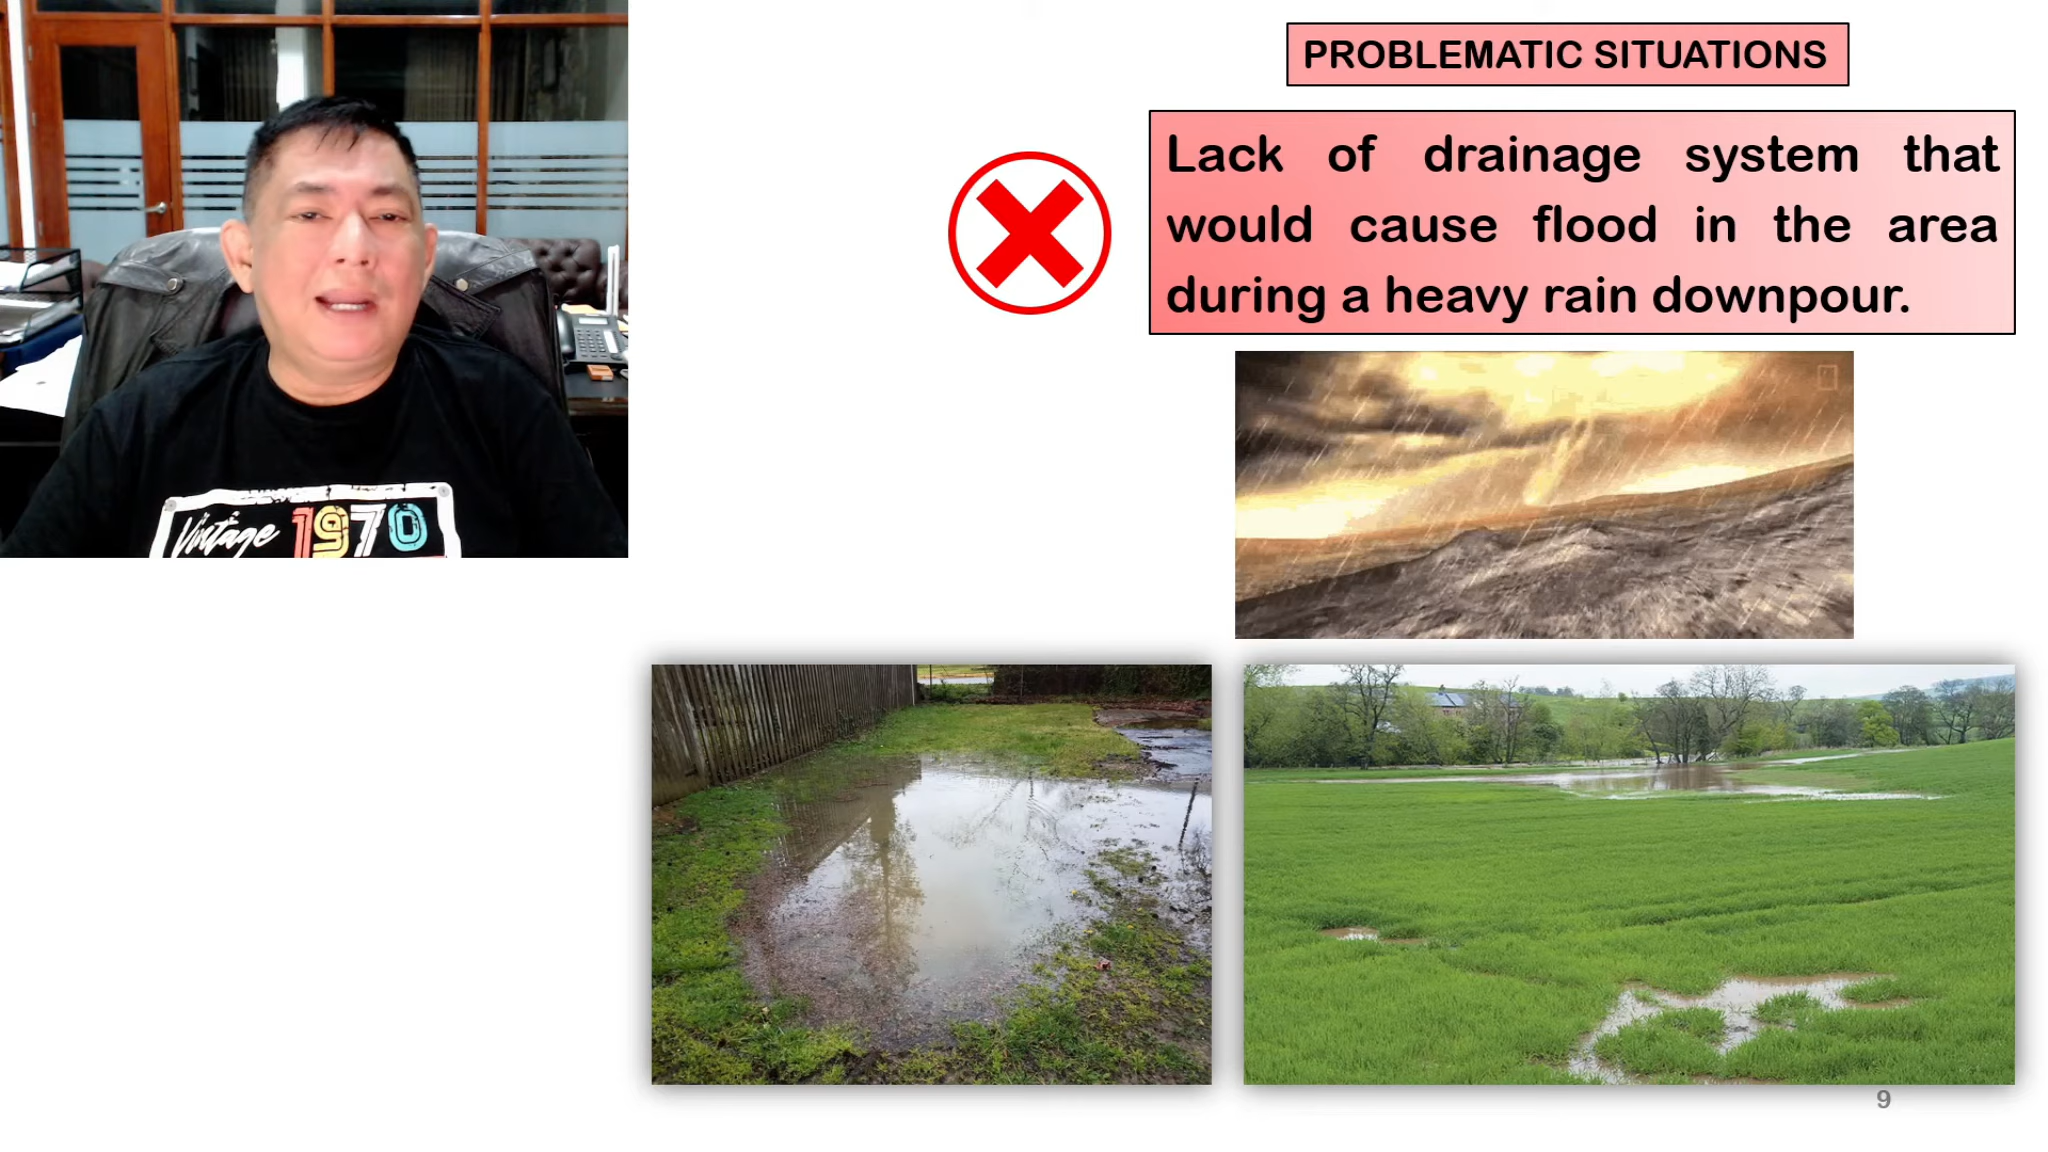 PROBLEMATIC SITUATIONS
Lack of drainage system that
would cause flood in the area
during a heavy rain downpour.
Vintage 1970
9